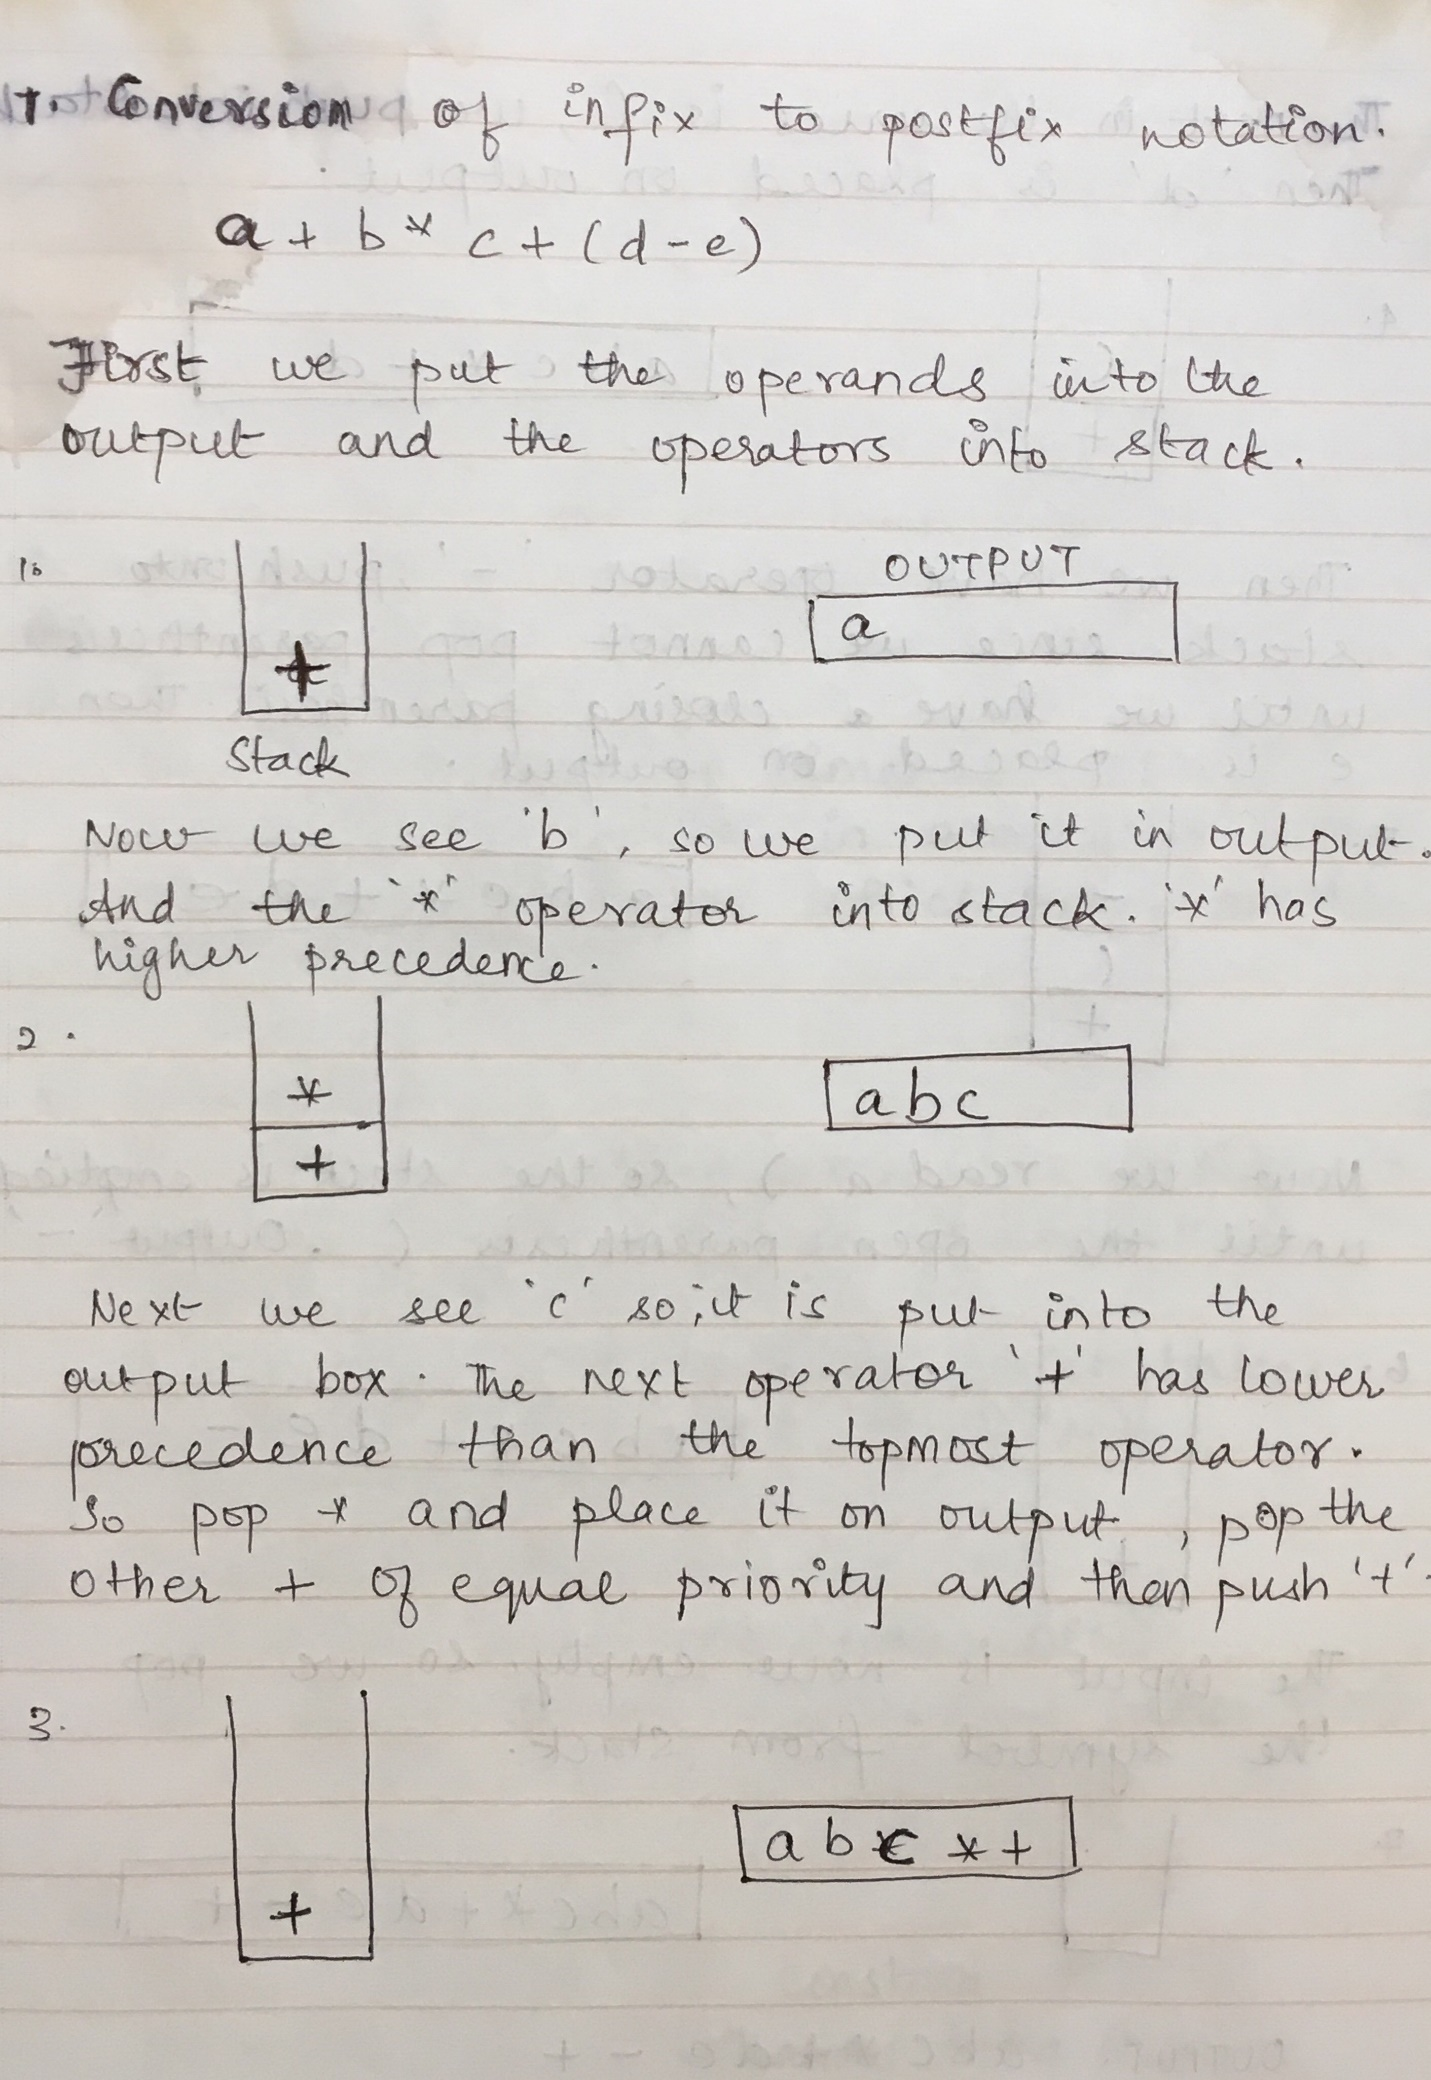 1. Conversion of infix to postfix notation.
a + b * c + (d - e)
First we put the operands into the
output and the operators into stack.
1.
OUTPUT
a
+
Stack
Now we see 'b', so we put it in output.
And the '*' operator into stack. '*' has
higher precedence.
2.
*
abc
+
Next we see 'c' so, it is put into the
output box. The next operator '+' has lower
precedence than the topmost operator.
So pop * and place it on output, pop the
other + of equal priority and then push '+'.
3.
abc *+
+